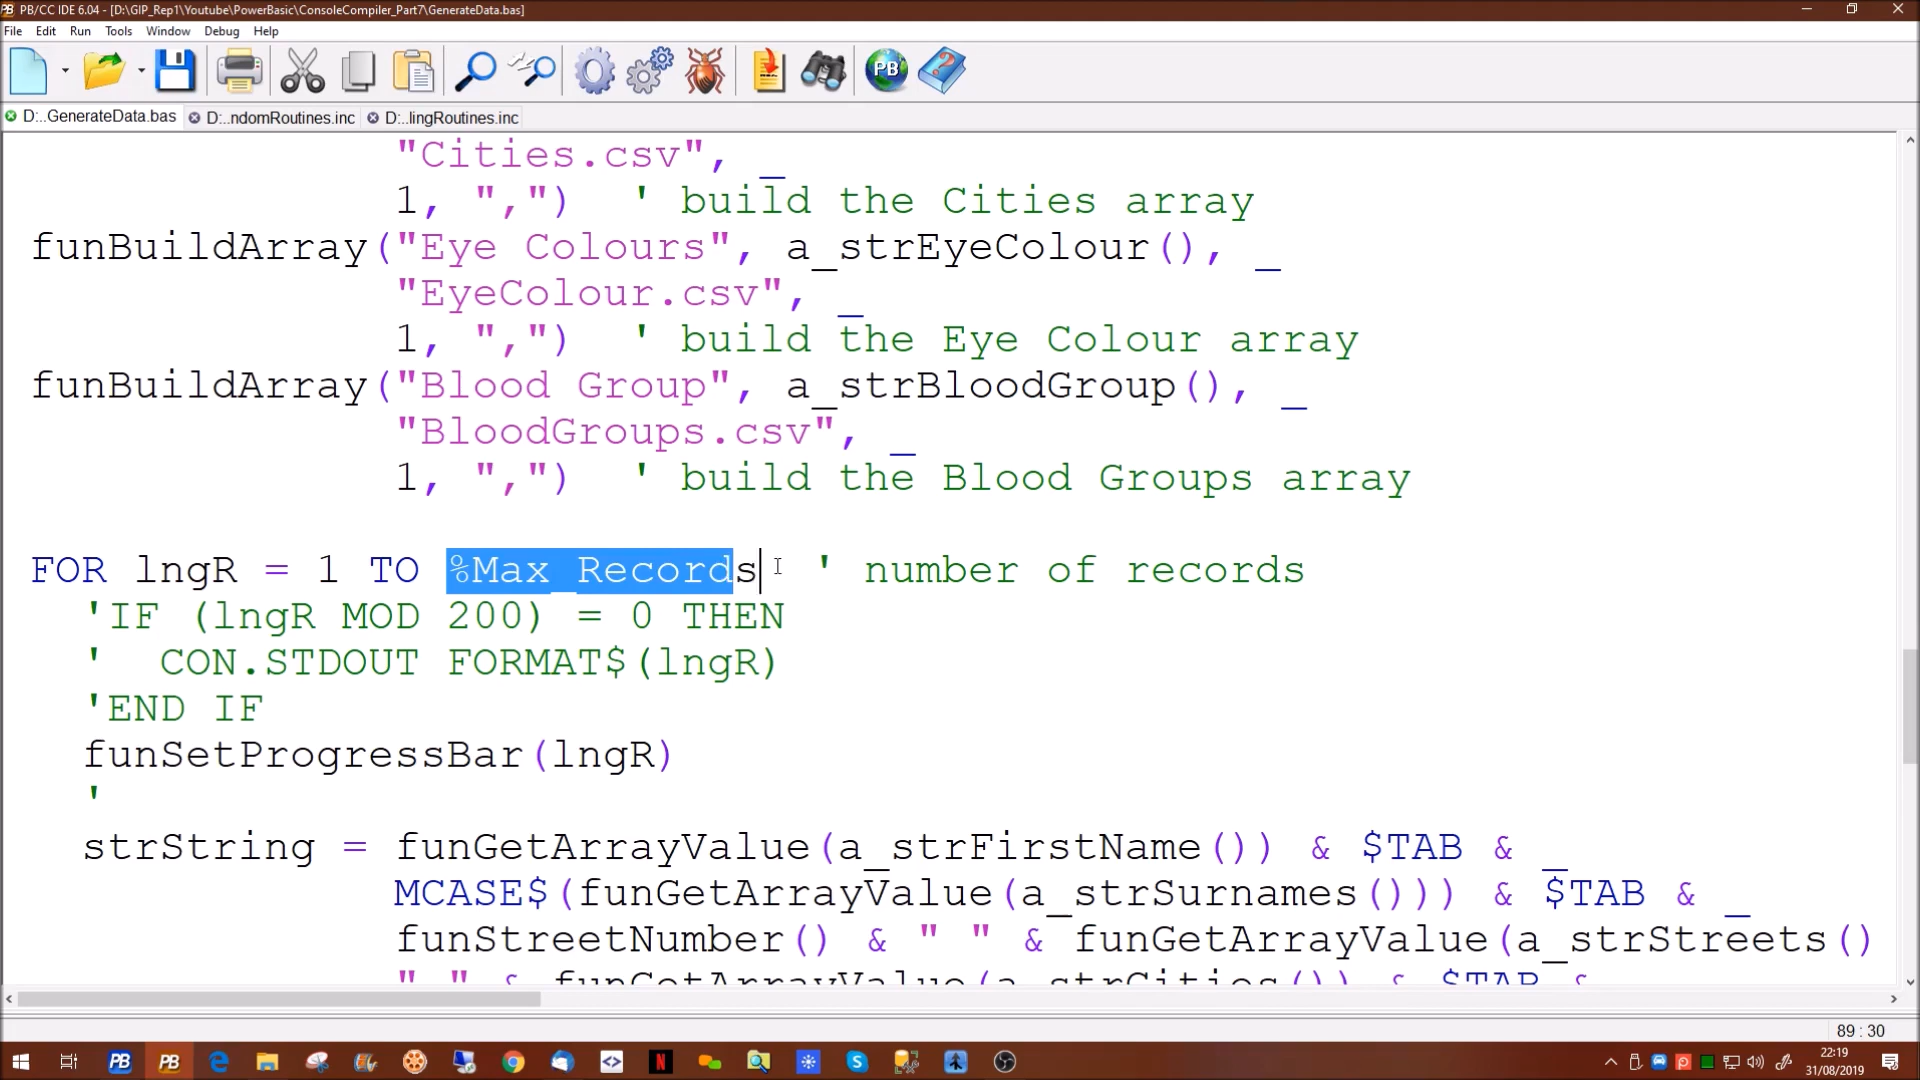 PB/CC IDE 6.04 - [D:\GIP_Rep1\Youtube\PowerBasic\ConsoleCompiler_Part7\GenerateData.bas]
File Edit Run Tools Window Debug Help
D:..GenerateData.bas D:..ndomRoutines.inc D:..lingRoutines.inc
"Cities.csv", _
1, ",") ' build the Cities array
funBuildArray("Eye Colours", a_strEyeColour(), _
"EyeColour.csv", _
1, ",") ' build the Eye Colour array
funBuildArray("Blood Group", a_strBloodGroup(), _
"BloodGroups.csv", _
1, ",") ' build the Blood Groups array
FOR lngR = 1 TO %Max_Records ' number of records
'IF (lngR MOD 200) = 0 THEN
' CON.STDOUT FORMAT$(lngR)
'END IF
funSetProgressBar(lngR)
'
strString = funGetArrayValue(a_strFirstName()) & $TAB & _
MCASE$(funGetArrayValue(a_strSurnames())) & $TAB & _
funStreetNumber() & " " & funGetArrayValue(a_strStreets()
" " & funGetArrayValue(a_strCities()) & $TAB &
89 : 30
22:19
31/08/2019